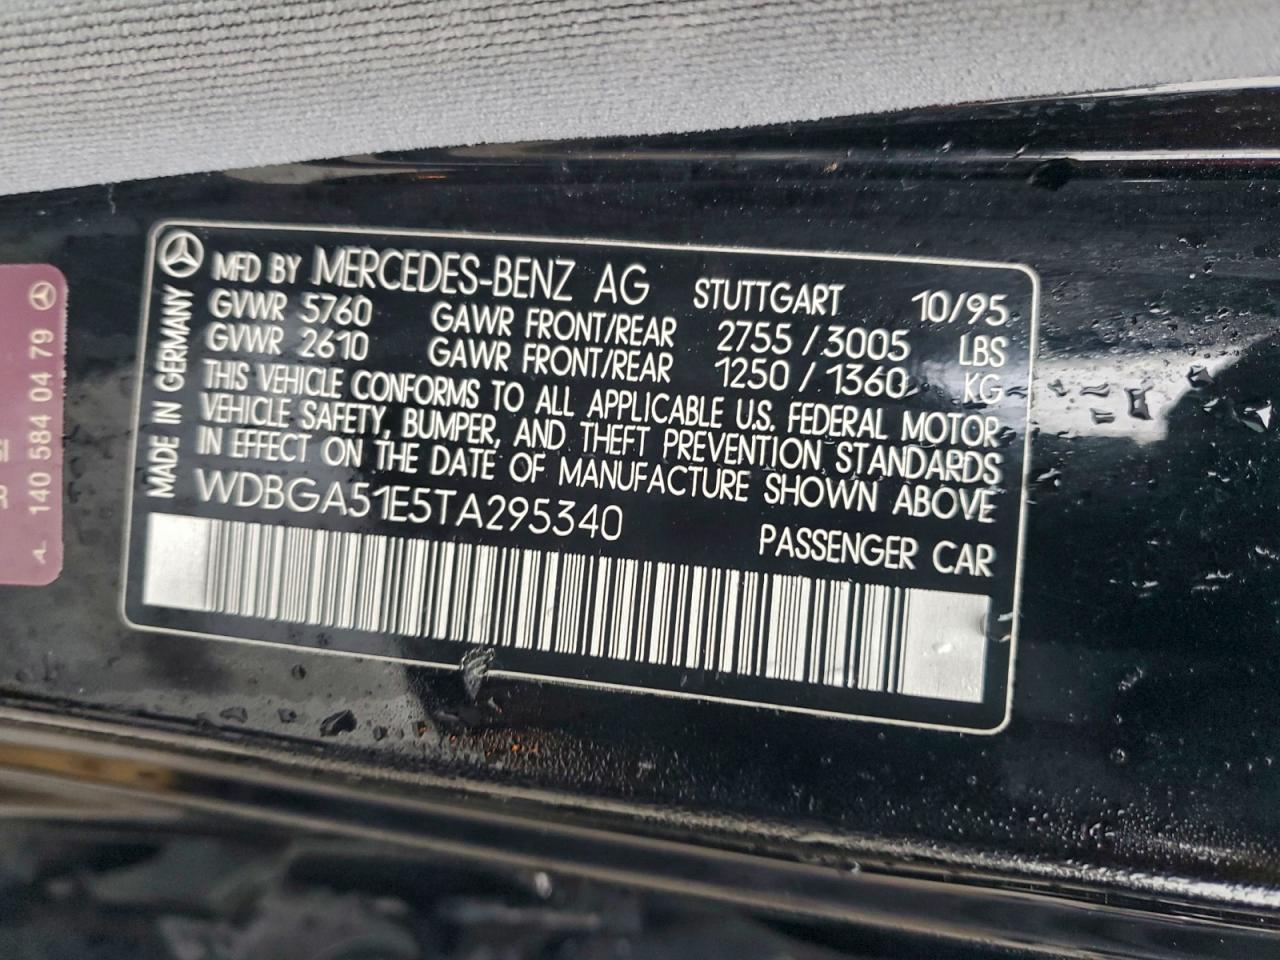 MFD BY MERCEDES-BENZ AG STUTTGART 10/95
GVWR 5760 GAWR FRONT/REAR 2755/3005 LBS
GVWR 2610 GAWR FRONT/REAR 1250/1360 KG
THIS VEHICLE CONFORMS TO ALL APPLICABLE U.S. FEDERAL MOTOR
VEHICLE SAFETY, BUMPER, AND THEFT PREVENTION STANDARDS
IN EFFECT ON THE DATE OF MANUFACTURE SHOWN ABOVE
WDBGA51E5TA295340
PASSENGER CAR
MADE IN GERMANY
A 140 584 04 79